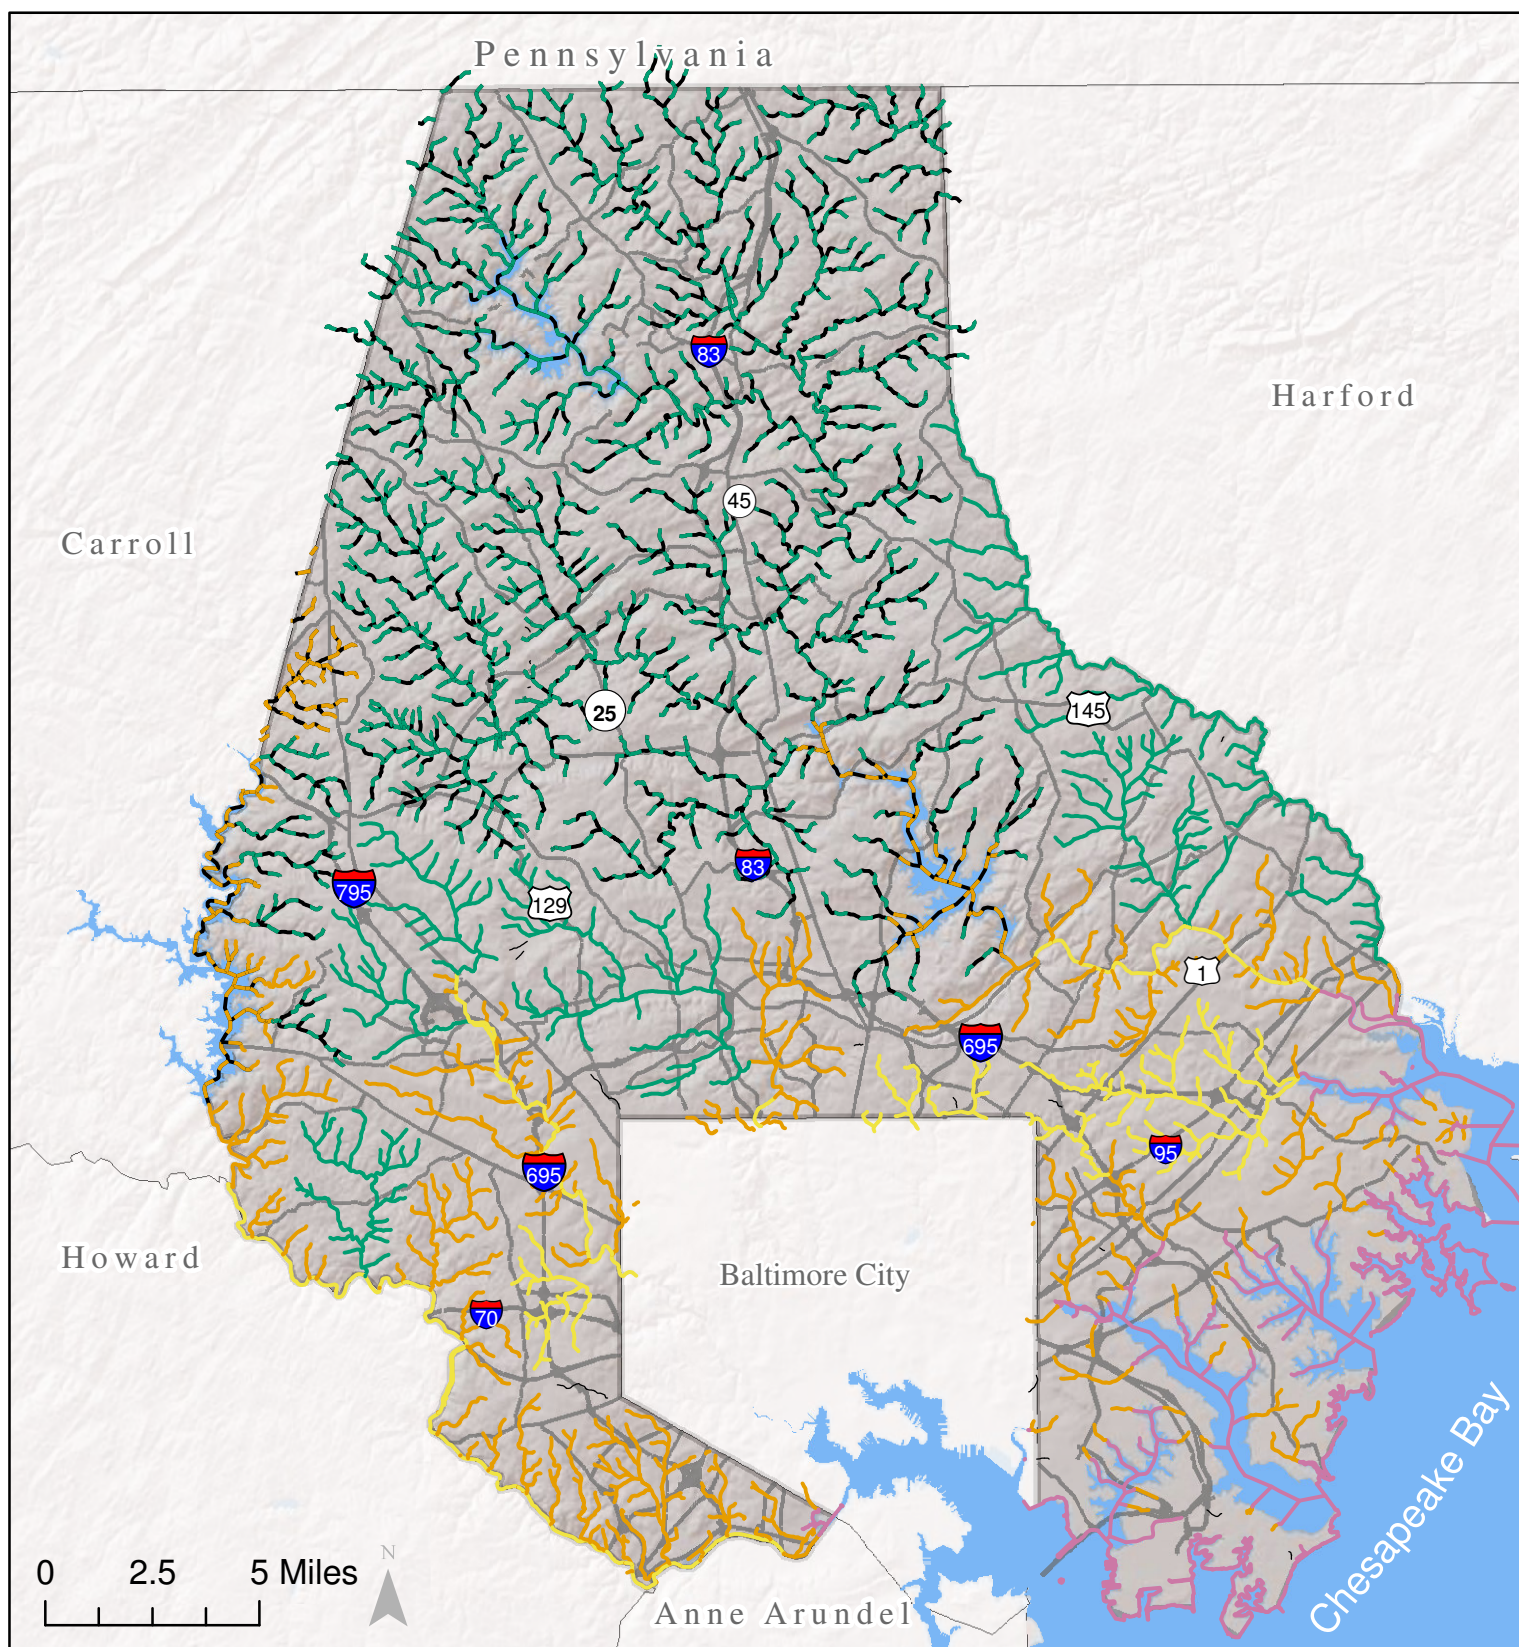 Pennsylvania
83
Harford
45
Carroll
25
145
83
795
129
1
695
95
695
Howard
Baltimore City
70
Chesapeake Bay
0 2.5 5 Miles
N
Anne Arundel